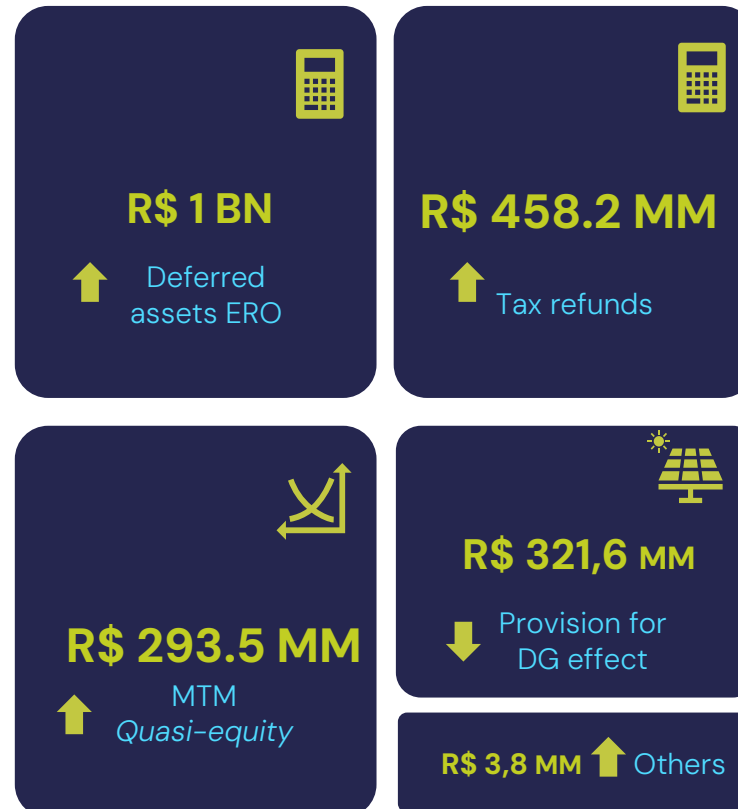 R$ 1 BN
Deferred
assets ERO
R$ 458.2 MM
Tax refunds
R$ 293.5 MM
MTM
Quasi-equity
R$ 321,6 MM
Provision for
DG effect
R$ 3,8 MM Others